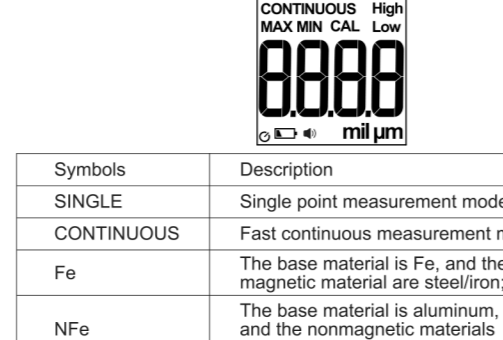 CONTINUOUS High
MAX MIN CAL Low
8.8.8.8
mil µm
Symbols Description
SINGLE Single point measurement mode
CONTINUOUS Fast continuous measurement
Fe The base material is Fe, and the
magnetic material are steel/iron;
NFe The base material is aluminum,
and the nonmagnetic materials